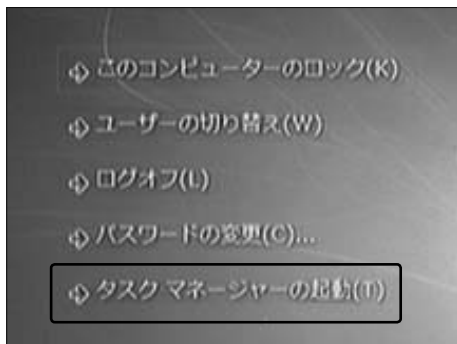 このコンピューターのロック(K)
ユーザーの切り替え(W)
ログオフ(L)
パスワードの変更(C)...
タスク マネージャーの起動(T)